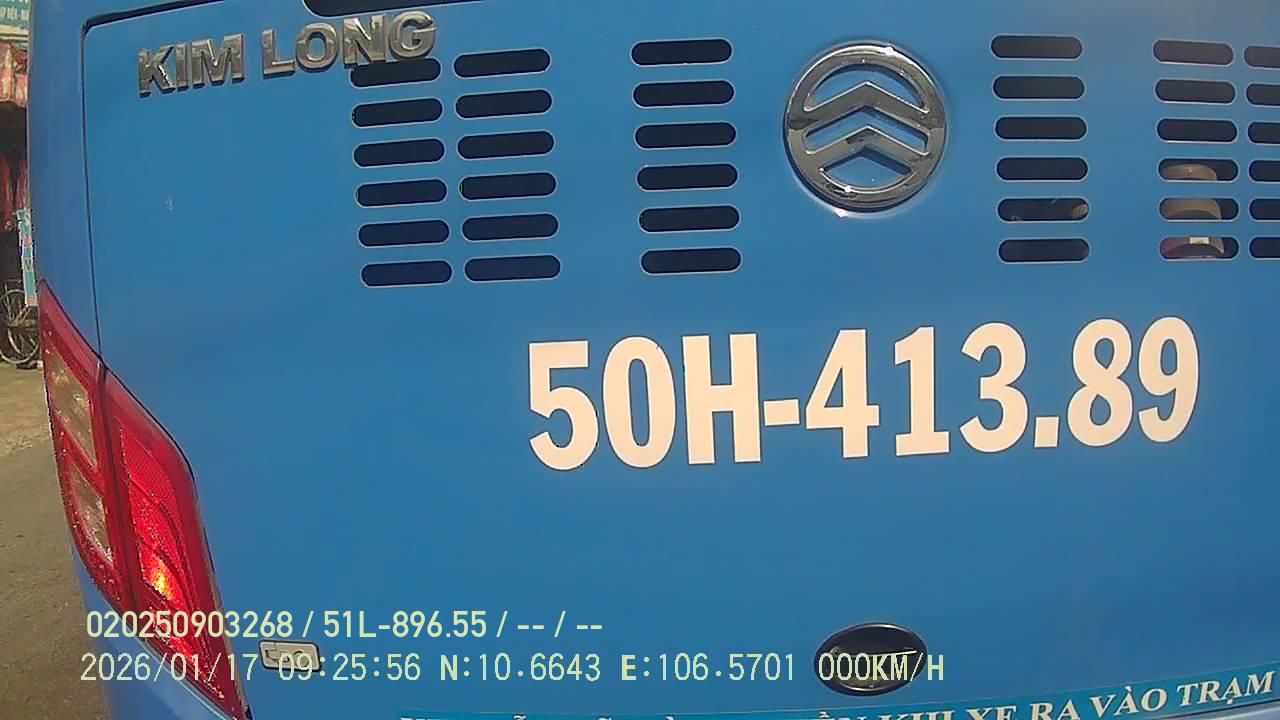 KIM LONG
50H-413.89
020250903268 / 51L-896.55 / -- / --
2026/01/17 09:25:56 N:10.6643 E:106.5701 000KM/H
KHI XE RA VÀO TRẠM